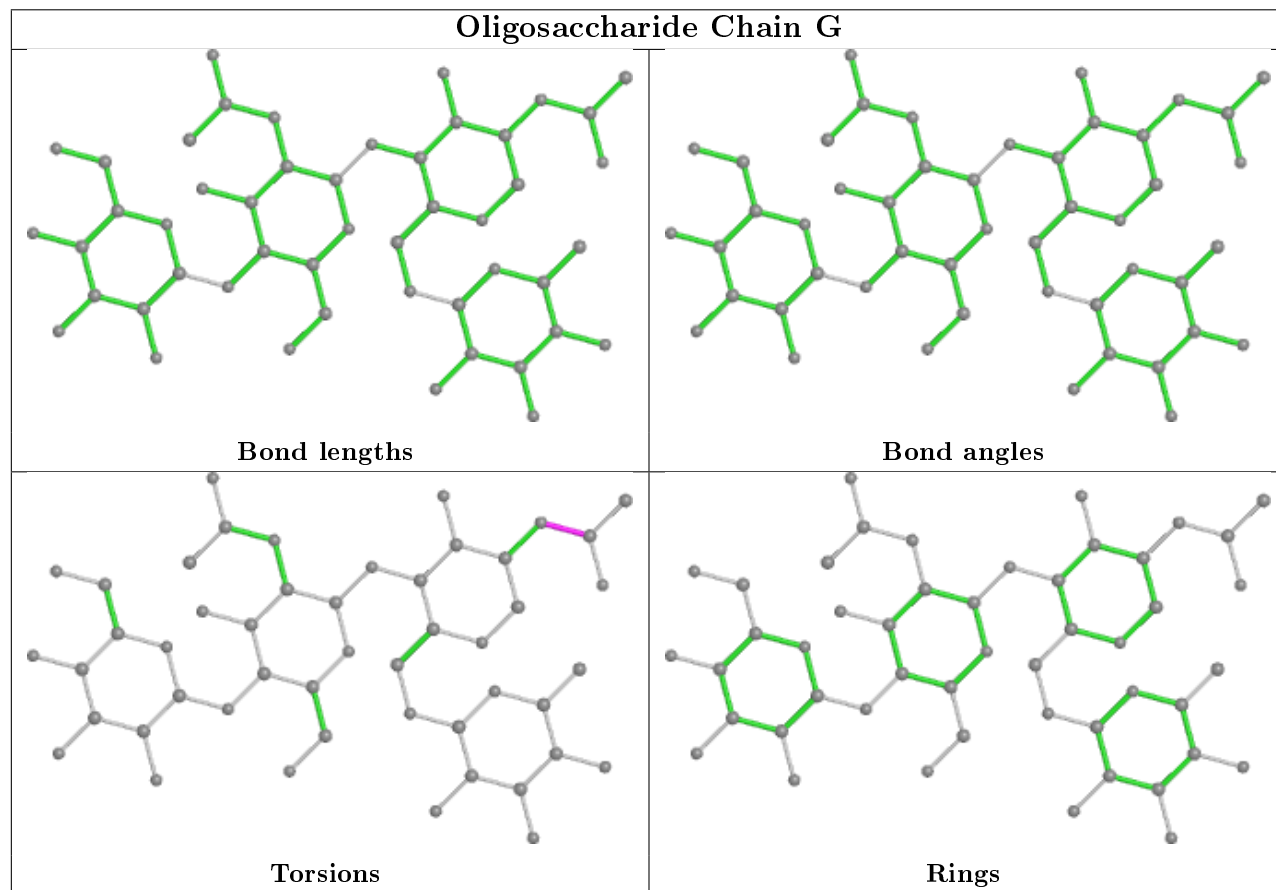 Oligosaccharide Chain G
Bond lengths
Bond angles
Torsions
Rings